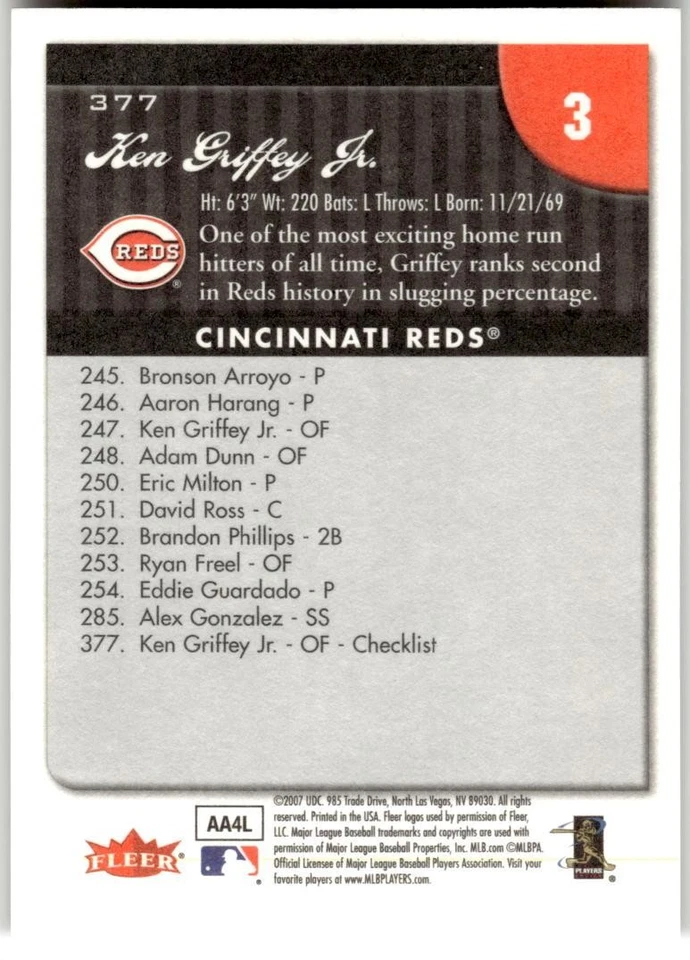 377
3
Ken Griffey Jr.
Ht: 6'3" Wt: 220 Bats: L Throws: L Born: 11/21/69
REDS®
One of the most exciting home run
hitters of all time, Griffey ranks second
in Reds history in slugging percentage.
CINCINNATI REDS®
245. Bronson Arroyo - P
246. Aaron Harang - P
247. Ken Griffey Jr. - OF
248. Adam Dunn - OF
250. Eric Milton - P
251. David Ross - C
252. Brandon Phillips - 2B
253. Ryan Freel - OF
254. Eddie Guardado - P
285. Alex Gonzalez - SS
377. Ken Griffey Jr. - OF - Checklist
FLEER®
AA4L
©2007 UDC. 985 Trade Drive, North Las Vegas, NV 89030. All rights
reserved. Printed in the USA. Fleer logos used by permission of Fleer,
LLC. Major League Baseball trademarks and copyrights are used with
permission of Major League Baseball Properties, Inc. MLB.com ©MLBPA.
Official Licensee of Major League Baseball Players Association. Visit your
favorite players at www.MLBPLAYERS.com.
PLAYERS